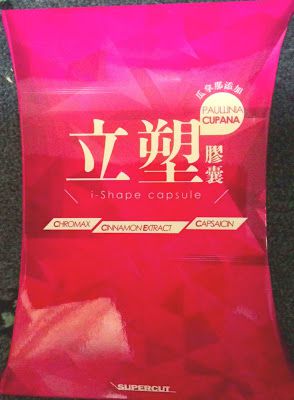 瓜拿那添加
PAULLINIA
CUPANA
立塑膠囊
i-Shape capsule
CHROMAX
CINNAMON EXTRACT
CAPSAICIN
SUPERCUT